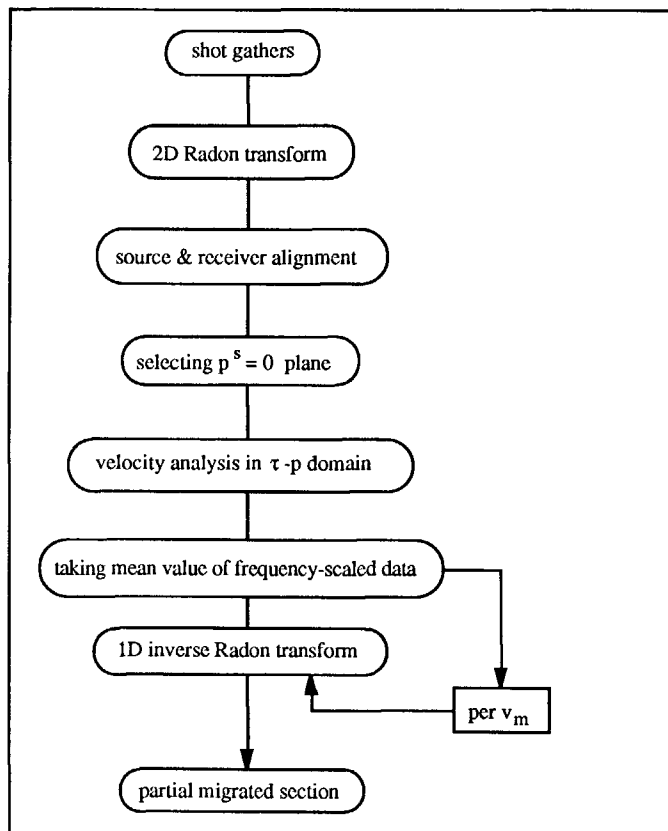 shot gathers
2D Radon transform
source & receiver alignment
selecting p^s = 0 plane
velocity analysis in τ-p domain
taking mean value of frequency-scaled data
1D inverse Radon transform
per v_m
partial migrated section